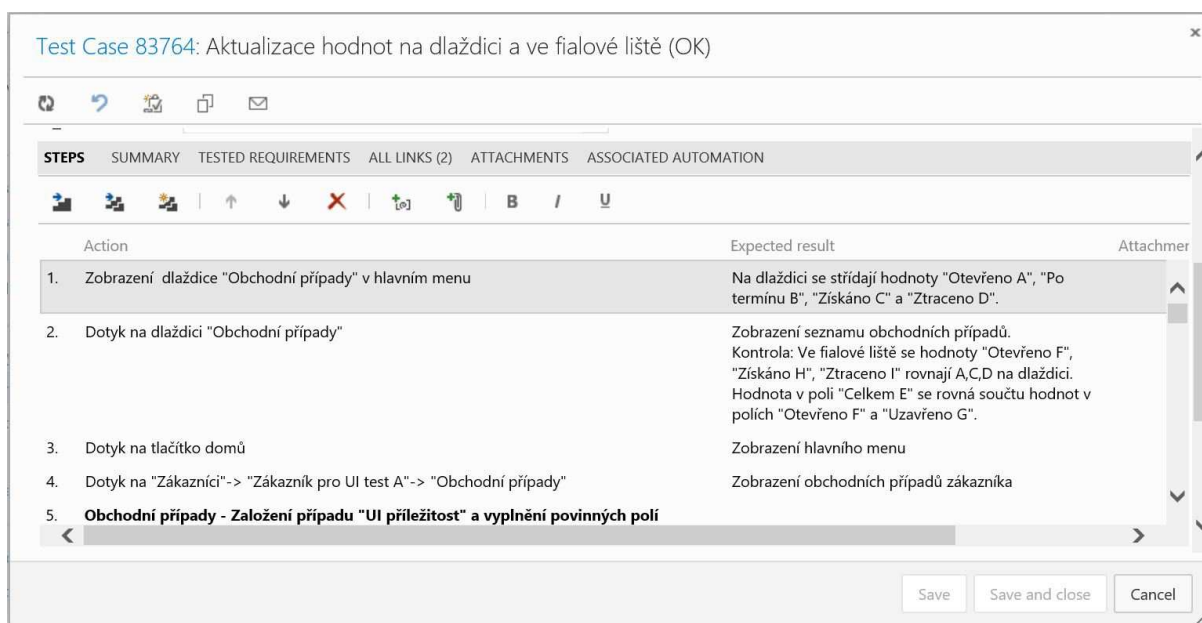 Test Case 83764: Aktualizace hodnot na dlaždici a ve fialové liště (OK)
STEPS SUMMARY TESTED REQUIREMENTS ALL LINKS (2) ATTACHMENTS ASSOCIATED AUTOMATION
B I U
Action Expected result Attachmer
1. Zobrazení dlaždice "Obchodní případy" v hlavním menu Na dlaždici se střídají hodnoty "Otevřeno A", "Po
termínu B", "Získáno C" a "Ztraceno D".
2. Dotyk na dlaždici "Obchodní případy" Zobrazení seznamu obchodních případů.
Kontrola: Ve fialové liště se hodnoty "Otevřeno F",
"Získáno H", "Ztraceno I" rovnají A,C,D na dlaždici.
Hodnota v poli "Celkem E" se rovná součtu hodnot v
polích "Otevřeno F" a "Uzavřeno G".
3. Dotyk na tlačítko domů Zobrazení hlavního menu
4. Dotyk na "Zákazníci"-> "Zákazník pro UI test A"-> "Obchodní případy" Zobrazení obchodních případů zákazníka
5. Obchodní případy - Založení případu "UI příležitost" a vyplnění povinných polí
Save Save and close Cancel